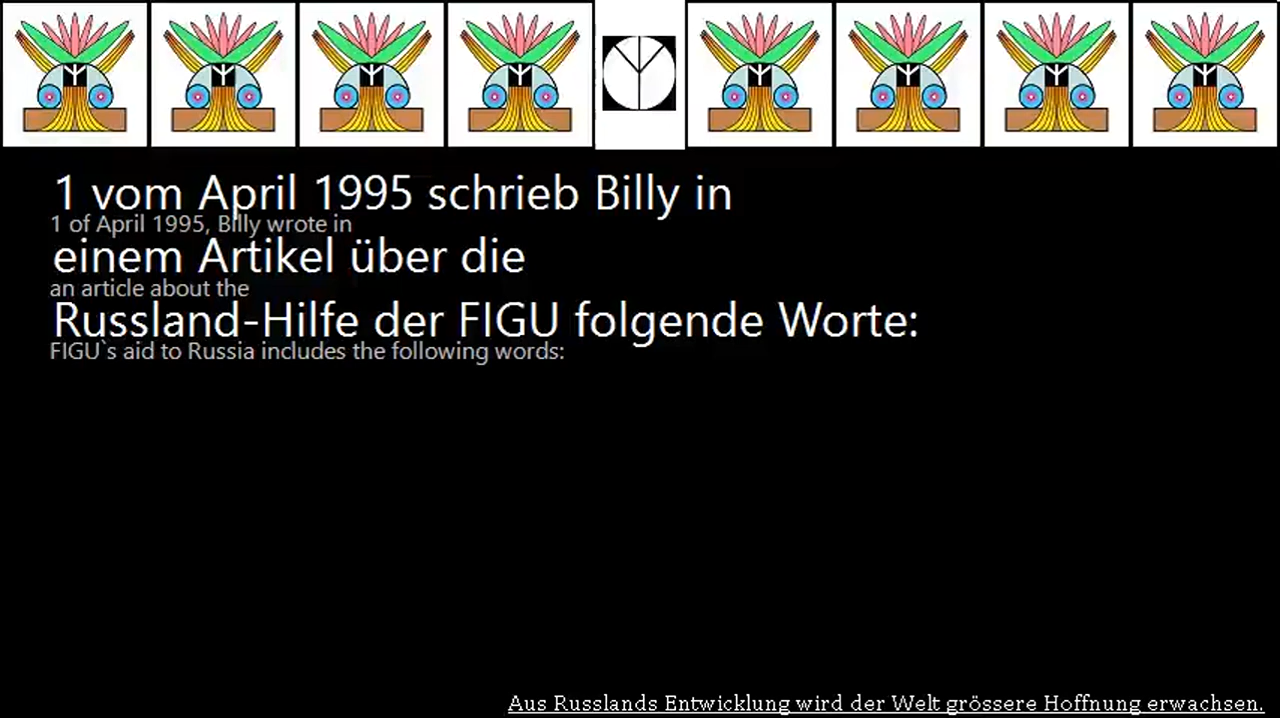 1 vom April 1995 schrieb Billy in
1 of April 1995, Billy wrote in
einem Artikel über die
an article about the
Russland-Hilfe der FIGU folgende Worte:
FIGU`s aid to Russia includes the following words:
Aus Russlands Entwicklung wird der Welt grössere Hoffnung erwachsen.